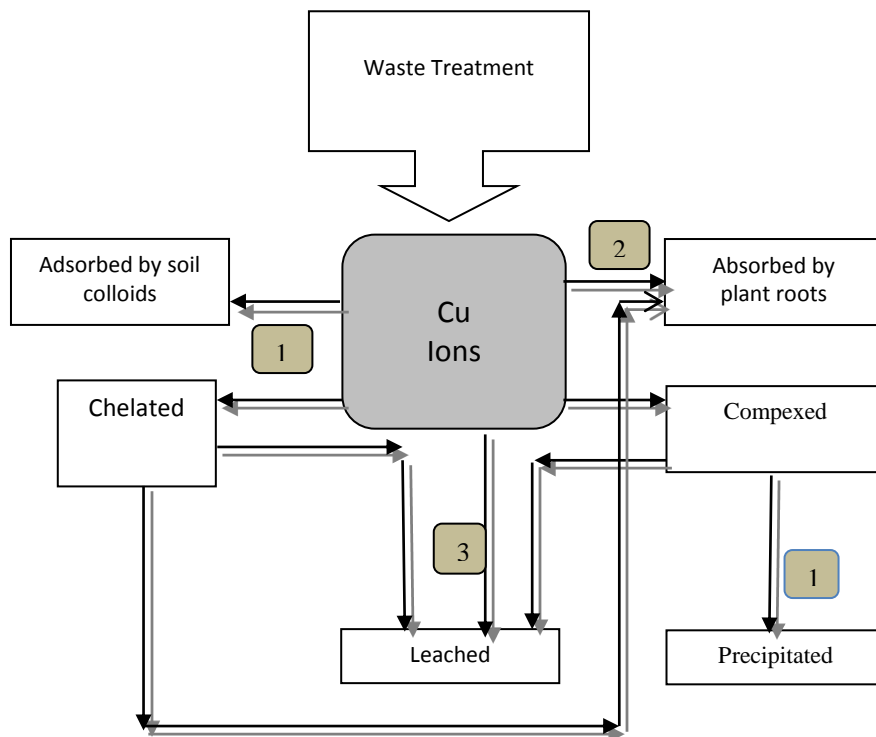 Waste Treatment
2
Adsorbed by soil
colloids
Absorbed by
plant roots
Cu
Ions
1
Chelated
Compexed
3
1
Leached
Precipitated